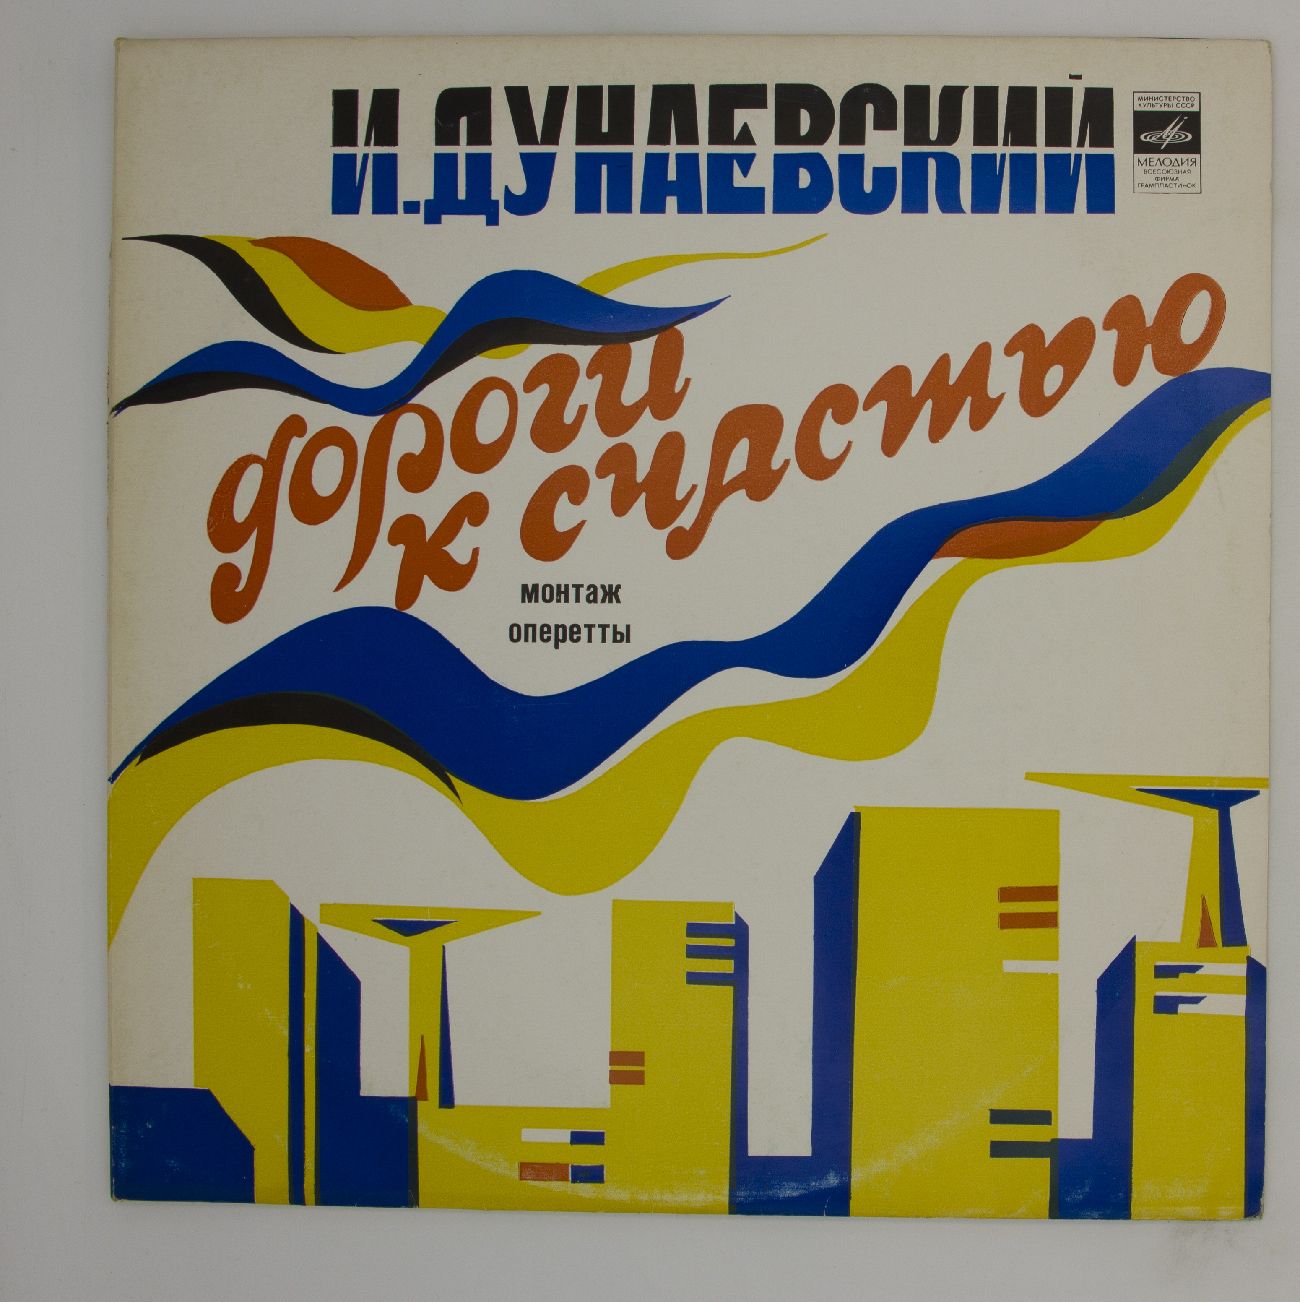 И.ДУНАЕВСКИЙ
МИНИСТЕРСТВО
КУЛЬТУРЫ СССР
МЕЛОДИЯ
ВСЕСОЮЗНАЯ
ФИРМА
ГРАМПЛАСТИНОК
дороги
к счастью
монтаж
оперетты